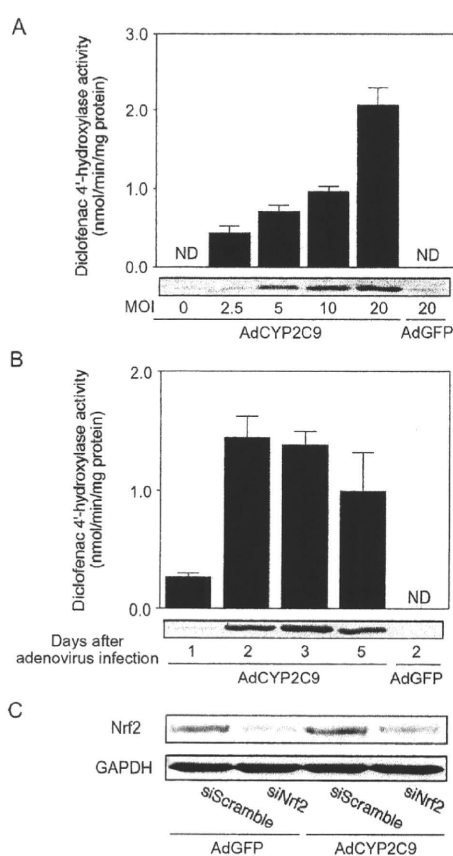 A
Diclofenac 4'-hydroxylase activity
(nmol/min/mg protein)
3.0
2.0
1.0
0.0
ND
ND
MOI 0 2.5 5 10 20 20
AdCYP2C9 AdGFP
B
Diclofenac 4'-hydroxylase activity
(nmol/min/mg protein)
2.0
1.0
0.0
ND
Days after
adenovirus infection
1 2 3 5 2
AdCYP2C9 AdGFP
C
Nrf2
GAPDH
siScramble siNrf2 siScramble siNrf2
AdGFP AdCYP2C9